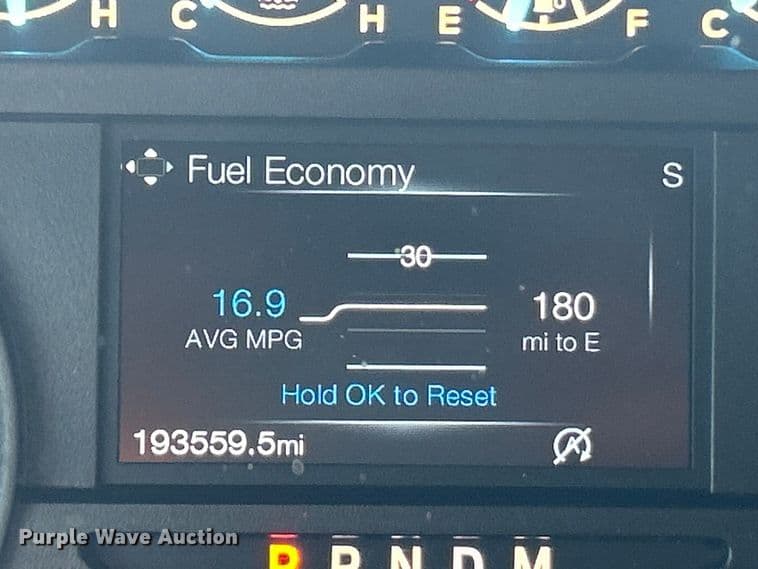 H C H E F C
Fuel Economy S
30
16.9 180
AVG MPG mi to E
Hold OK to Reset
193559.5mi
A
Purple Wave Auction
P R N D M